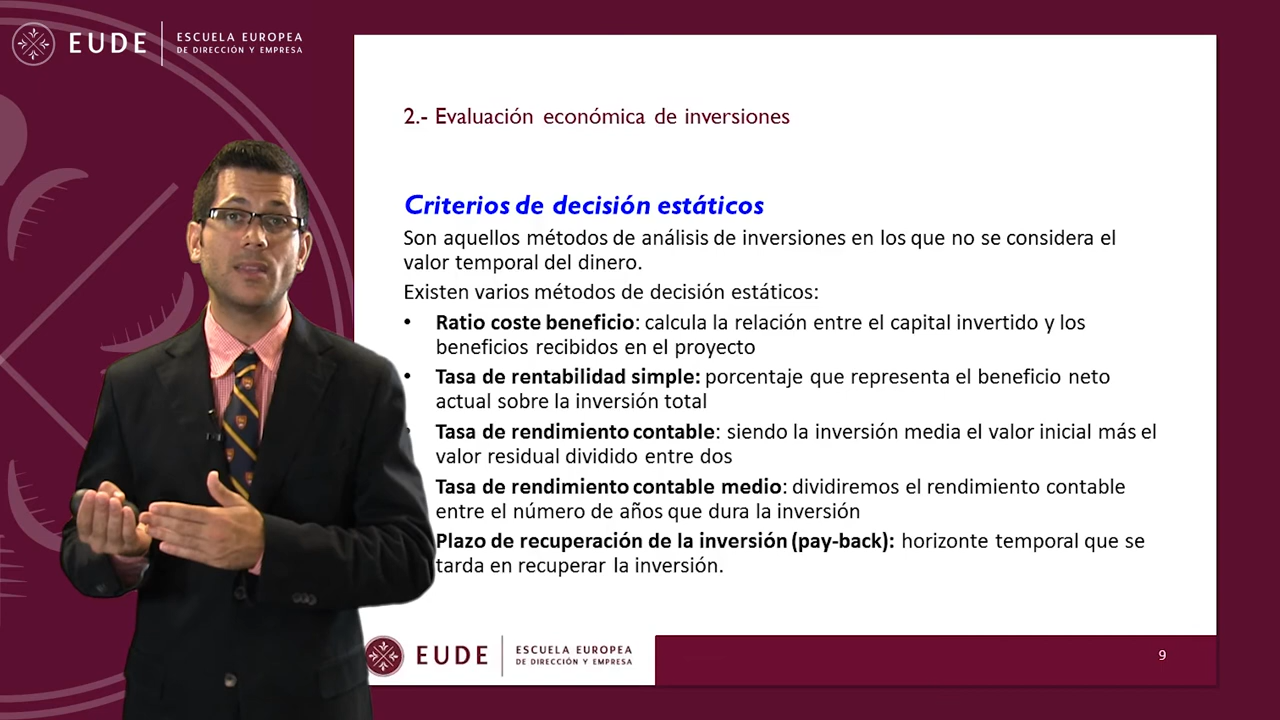 EUDE
ESCUELA EUROPEA
DE DIRECCIÓN Y EMPRESA
2.- Evaluación económica de inversiones
Criterios de decisión estáticos
Son aquellos métodos de análisis de inversiones en los que no se considera el
valor temporal del dinero.
Existen varios métodos de decisión estáticos:
• Ratio coste beneficio: calcula la relación entre el capital invertido y los
beneficios recibidos en el proyecto
• Tasa de rentabilidad simple: porcentaje que representa el beneficio neto
actual sobre la inversión total
Tasa de rendimiento contable: siendo la inversión media el valor inicial más el
valor residual dividido entre dos
Tasa de rendimiento contable medio: dividiremos el rendimiento contable
entre el número de años que dura la inversión
Plazo de recuperación de la inversión (pay-back): horizonte temporal que se
tarda en recuperar la inversión.
EUDE
ESCUELA EUROPEA
DE DIRECCIÓN Y EMPRESA
9